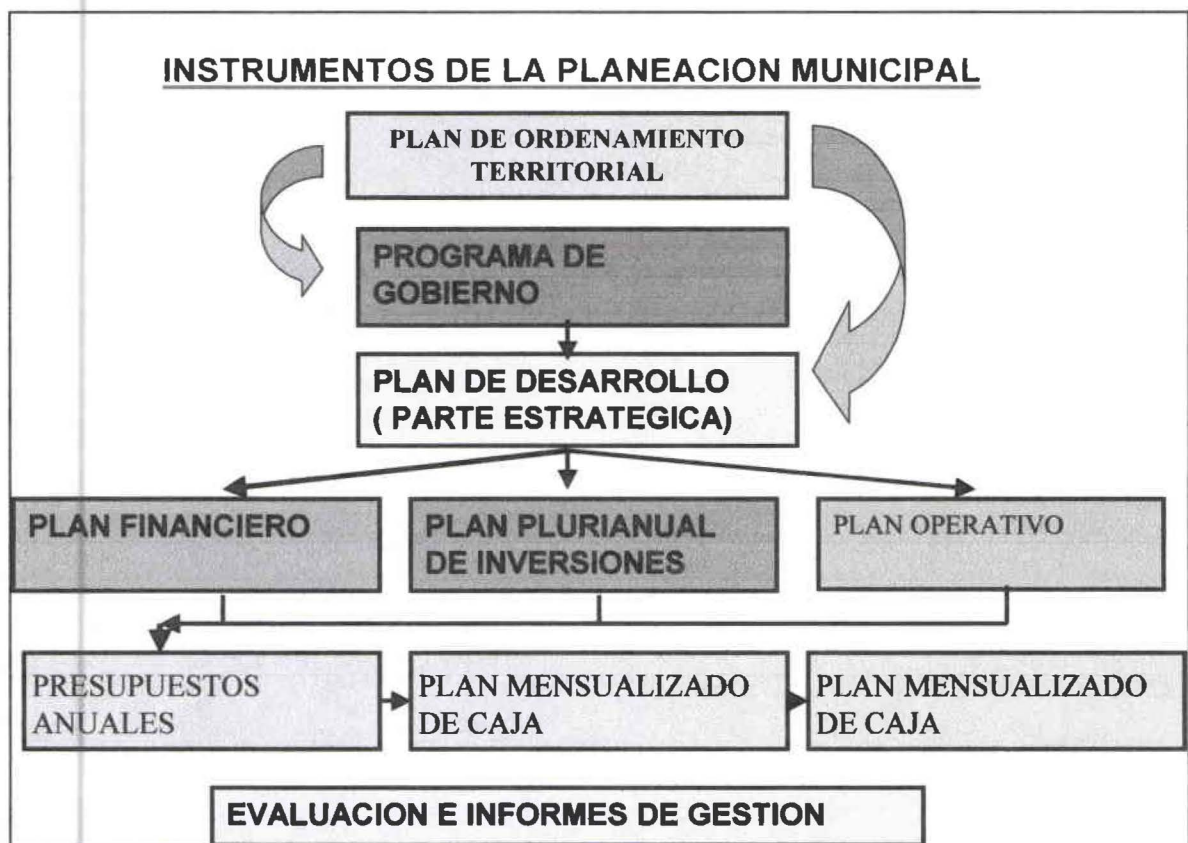 INSTRUMENTOS DE LA PLANEACION MUNICIPAL
PLAN DE ORDENAMIENTO
TERRITORIAL
PROGRAMA DE
GOBIERNO
PLAN DE DESARROLLO
( PARTE ESTRATEGICA)
PLAN FINANCIERO
PLAN PLURIANUAL
DE INVERSIONES
PLAN OPERATIVO
PRESUPUESTOS
ANUALES
PLAN MENSUALIZADO
DE CAJA
PLAN MENSUALIZADO
DE CAJA
EVALUACION E INFORMES DE GESTION